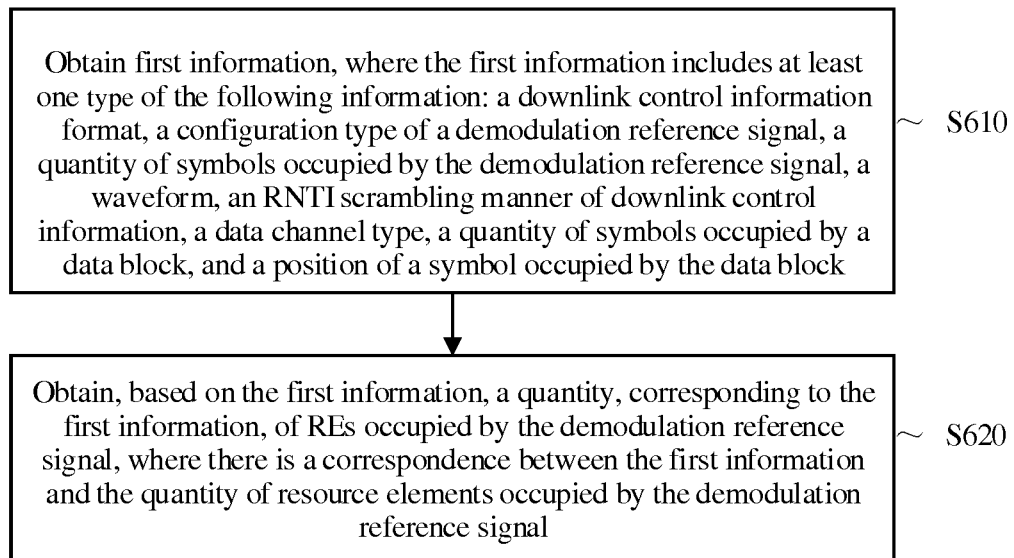 Obtain first information, where the first information includes at least
one type of the following information: a downlink control information
format, a configuration type of a demodulation reference signal, a
quantity of symbols occupied by the demodulation reference signal, a
waveform, an RNTI scrambling manner of downlink control
information, a data channel type, a quantity of symbols occupied by a
data block, and a position of a symbol occupied by the data block
S610
Obtain, based on the first information, a quantity, corresponding to the
first information, of REs occupied by the demodulation reference
signal, where there is a correspondence between the first information
and the quantity of resource elements occupied by the demodulation
reference signal
S620